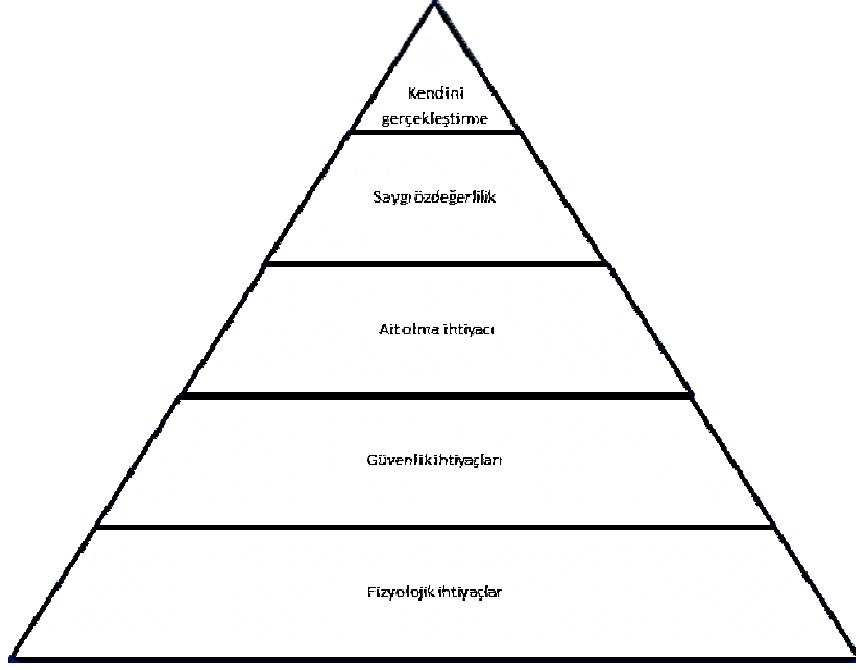 Kendini
gerçekleştirme
Saygı özdeğerlilik
Ait olma ihtiyacı
Güvenlik ihtiyaçları
Fizyolojik ihtiyaçlar